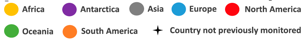 Africa Antarctica Asia Europe North America
Oceania South America Country not previously monitored